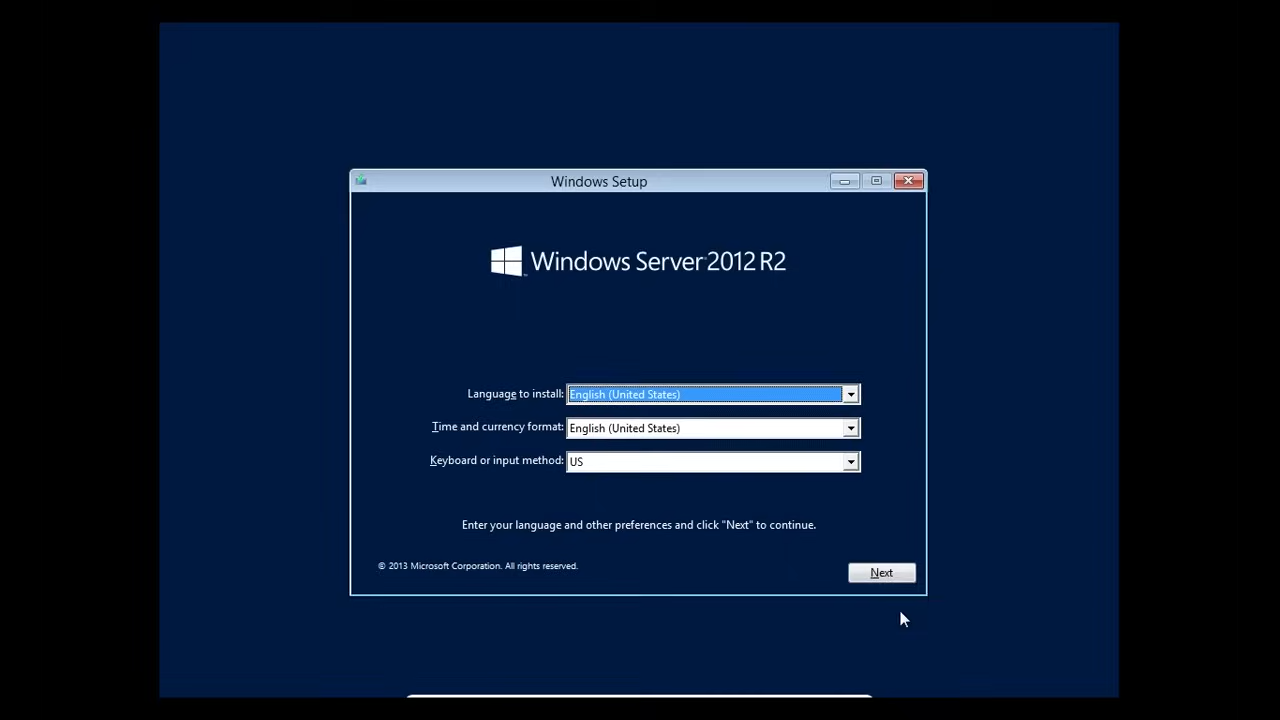 Windows Setup
Windows Server 2012 R2
Language to install: English (United States)
Time and currency format: English (United States)
Keyboard or input method: US
Enter your language and other preferences and click "Next" to continue.
© 2013 Microsoft Corporation. All rights reserved.
Next